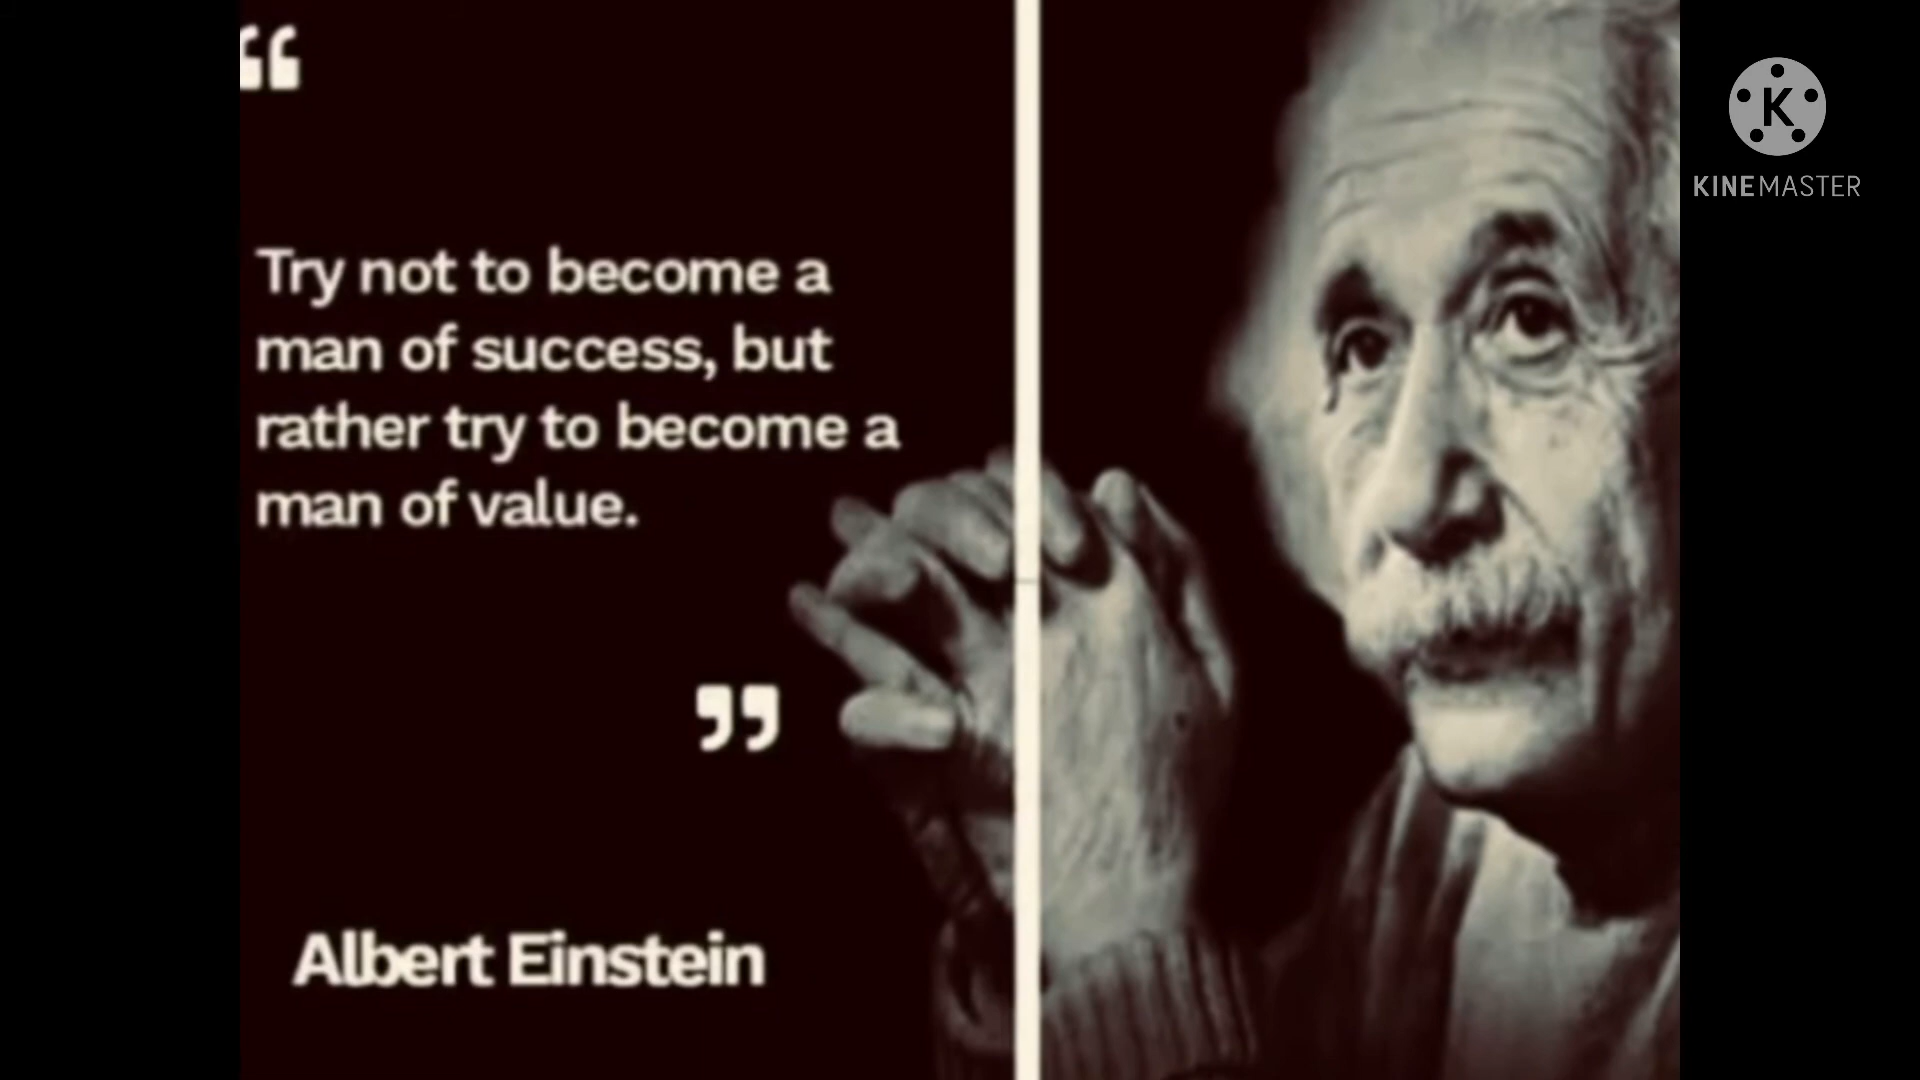 “
Try not to become a
man of success, but
rather try to become a
man of value.
”
Albert Einstein
K
KINEMASTER